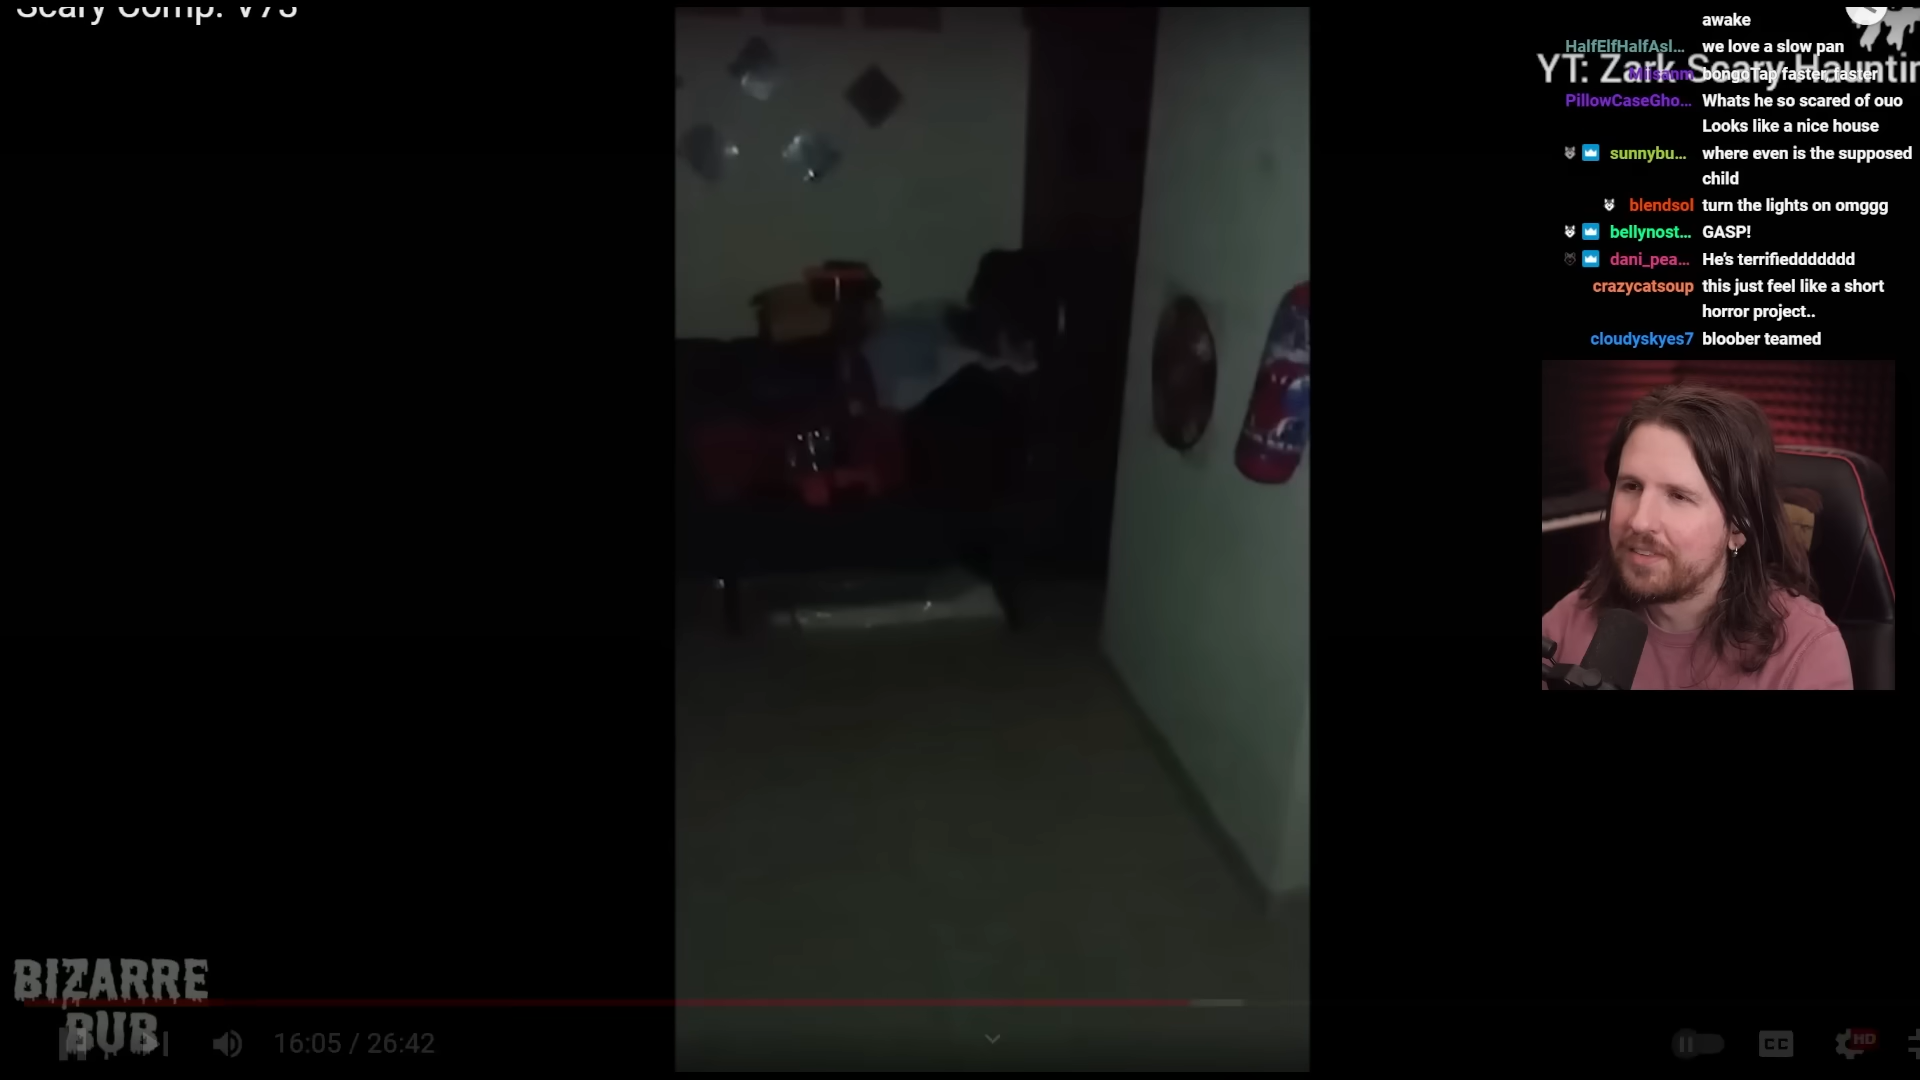 Scary Comp. V73
awake
HalfElfHalfAsl... we love a slow pan
YT: Zark Scary Hauntin
bongoTap faster, faster
PillowCaseGho... Whats he so scared of ouo
Looks like a nice house
sunnybu... where even is the supposed
child
blendsol turn the lights on omggg
bellynost... GASP!
dani_pea... He's terrifieddddddd
crazycatsoup this just feel like a short
horror project..
cloudyskyes7 bloober teamed
BIZARRE
BUB
16:05 / 26:42
CC
HD